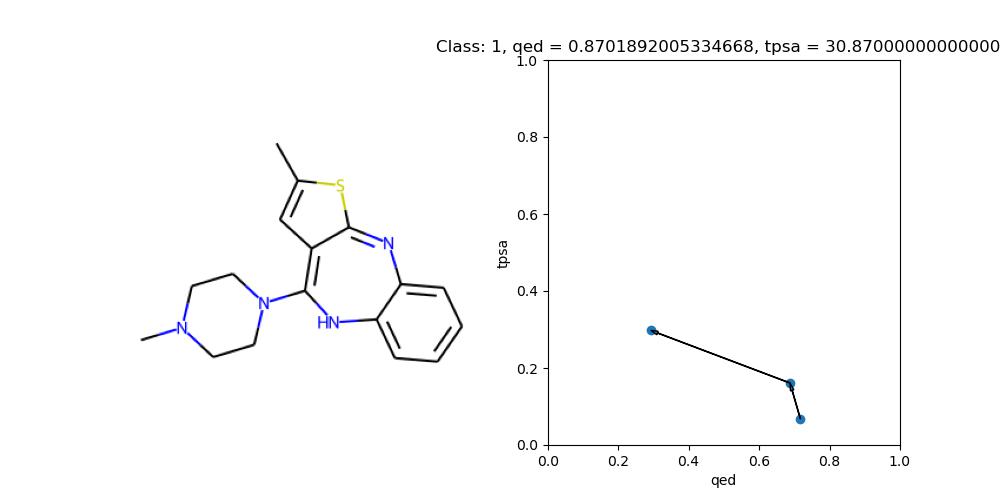 Class: 1, qed = 0.8701892005334668, tpsa = 30.87000000000000
1.0
0.8
0.6
0.4
0.2
0.0
tpsa
0.0 0.2 0.4 0.6 0.8 1.0
qed
S
N
N
N
HN